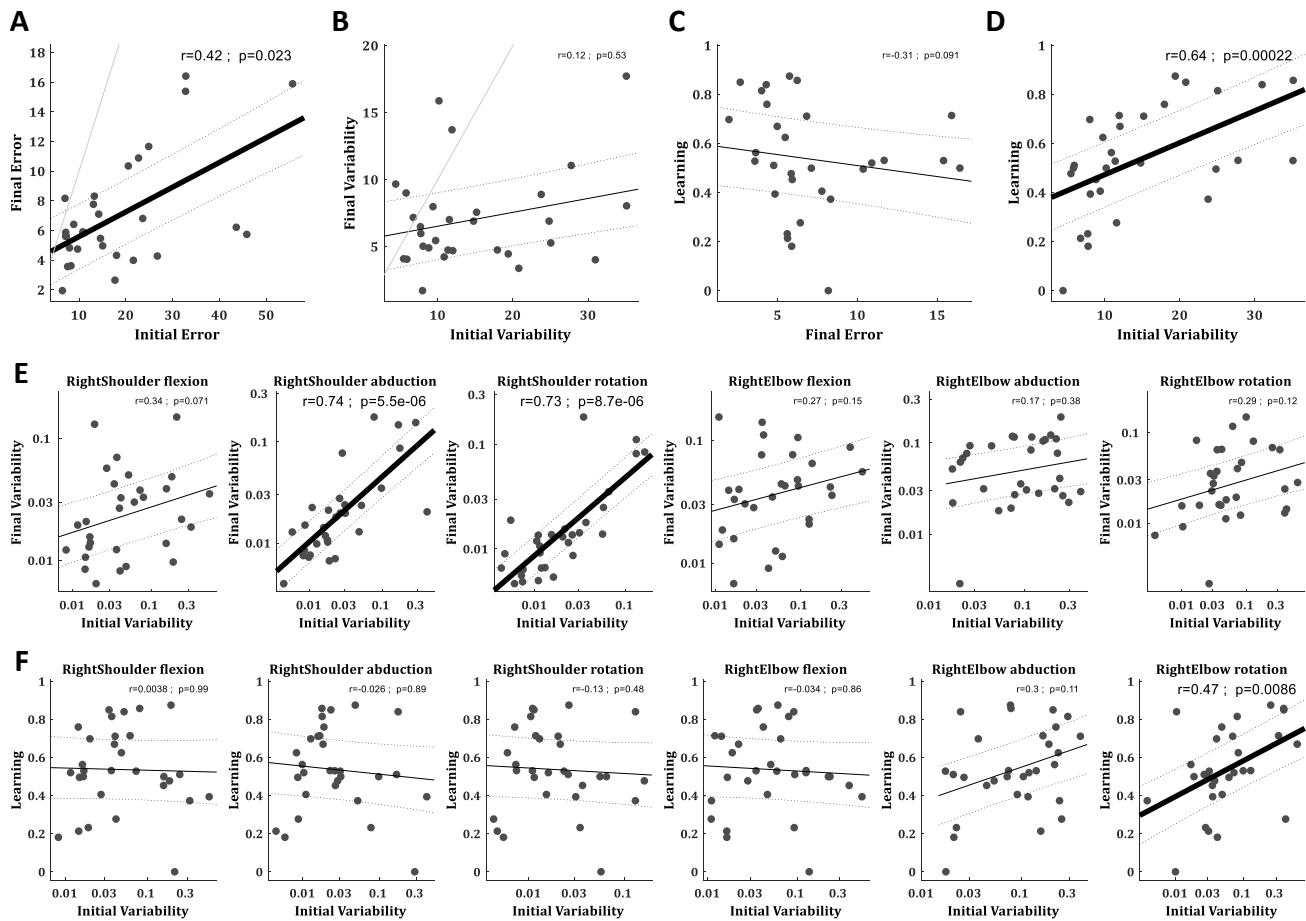 A
r=0.42 ; p=0.023
Final Error
18
16
14
12
10
8
6
4
2
10 20 30 40 50
Initial Error
B
r=0.12 ; p=0.53
Final Variability
20
15
10
5
10 20 30
Initial Variability
C
r=-0.31 ; p=0.091
Learning
1
0.8
0.6
0.4
0.2
0
5 10 15
Final Error
D
r=0.64 ; p=0.00022
Learning
1
0.8
0.6
0.4
0.2
0
10 20 30
Initial Variability
E
RightShoulder flexion
r=0.34 ; p=0.071
Final Variability
0.1
0.03
0.01
0.01 0.03 0.1 0.3
Initial Variability
RightShoulder abduction
r=0.74 ; p=5.5e-06
Final Variability
0.3
0.1
0.03
0.01
0.01 0.03 0.1 0.3
Initial Variability
RightShoulder rotation
r=0.73 ; p=8.7e-06
Final Variability
0.3
0.1
0.03
0.01
0.01 0.03 0.1
Initial Variability
RightElbow flexion
r=0.27 ; p=0.15
Final Variability
0.1
0.03
0.01
0.01 0.03 0.1 0.3
Initial Variability
RightElbow abduction
r=0.17 ; p=0.38
Final Variability
0.3
0.1
0.03
0.01
0.01 0.03 0.1 0.3
Initial Variability
RightElbow rotation
r=0.29 ; p=0.12
Final Variability
0.1
0.03
0.01
0.01 0.03 0.1 0.3
Initial Variability
F
RightShoulder flexion
r=0.0038 ; p=0.99
Learning
1
0.8
0.6
0.4
0.2
0
0.01 0.03 0.1 0.3
Initial Variability
RightShoulder abduction
r=-0.026 ; p=0.89
Learning
1
0.8
0.6
0.4
0.2
0
0.01 0.03 0.1 0.3
Initial Variability
RightShoulder rotation
r=-0.13 ; p=0.48
Learning
1
0.8
0.6
0.4
0.2
0
0.01 0.03 0.1
Initial Variability
RightElbow flexion
r=-0.034 ; p=0.86
Learning
1
0.8
0.6
0.4
0.2
0
0.01 0.03 0.1 0.3
Initial Variability
RightElbow abduction
r=0.3 ; p=0.11
Learning
1
0.8
0.6
0.4
0.2
0
0.01 0.03 0.1 0.3
Initial Variability
RightElbow rotation
r=0.47 ; p=0.0086
Learning
1
0.8
0.6
0.4
0.2
0
0.01 0.03 0.1 0.3
Initial Variability